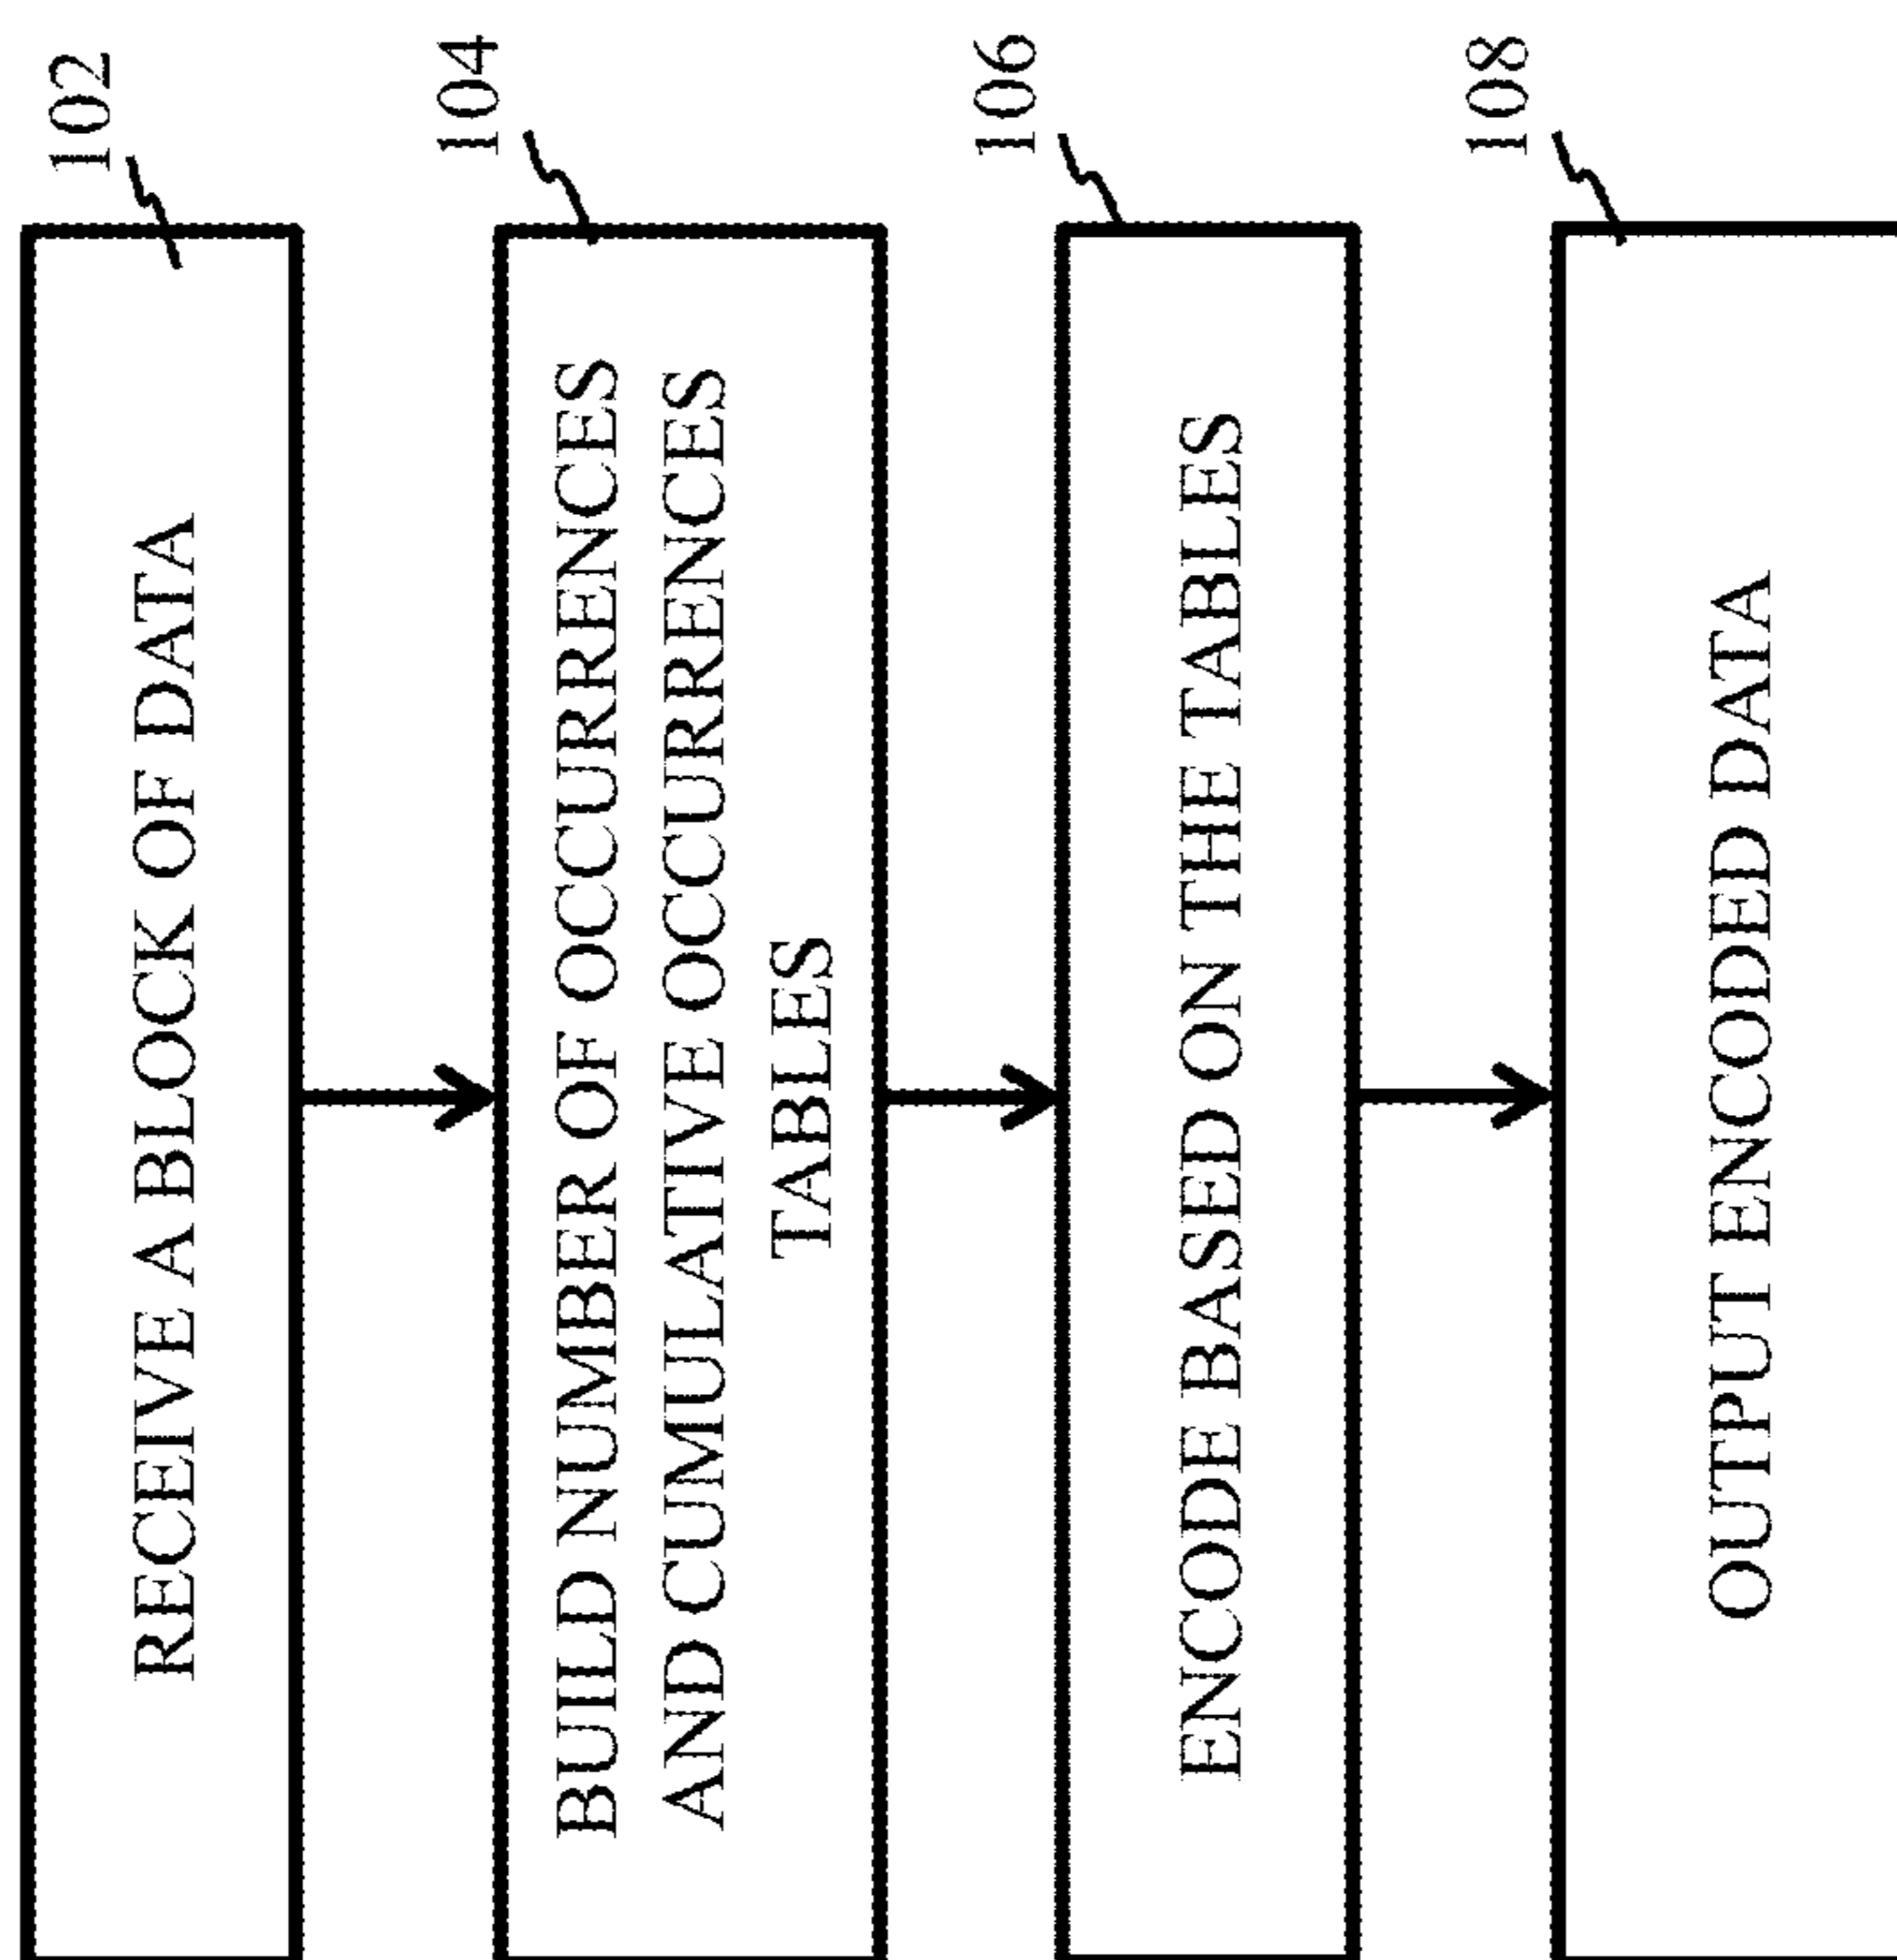 RECEIVE A BLOCK OF DATA
102
BUILD NUMBER OF OCCURRENCES
AND CUMULATIVE OCCURRENCES
TABLES
104
ENCODE BASED ON THE TABLES
106
OUTPUT ENCODED DATA
108